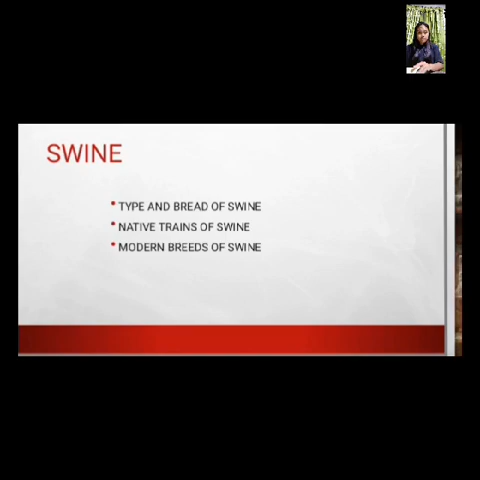 SWINE
• TYPE AND BREAD OF SWINE
• NATIVE TRAINS OF SWINE
• MODERN BREEDS OF SWINE